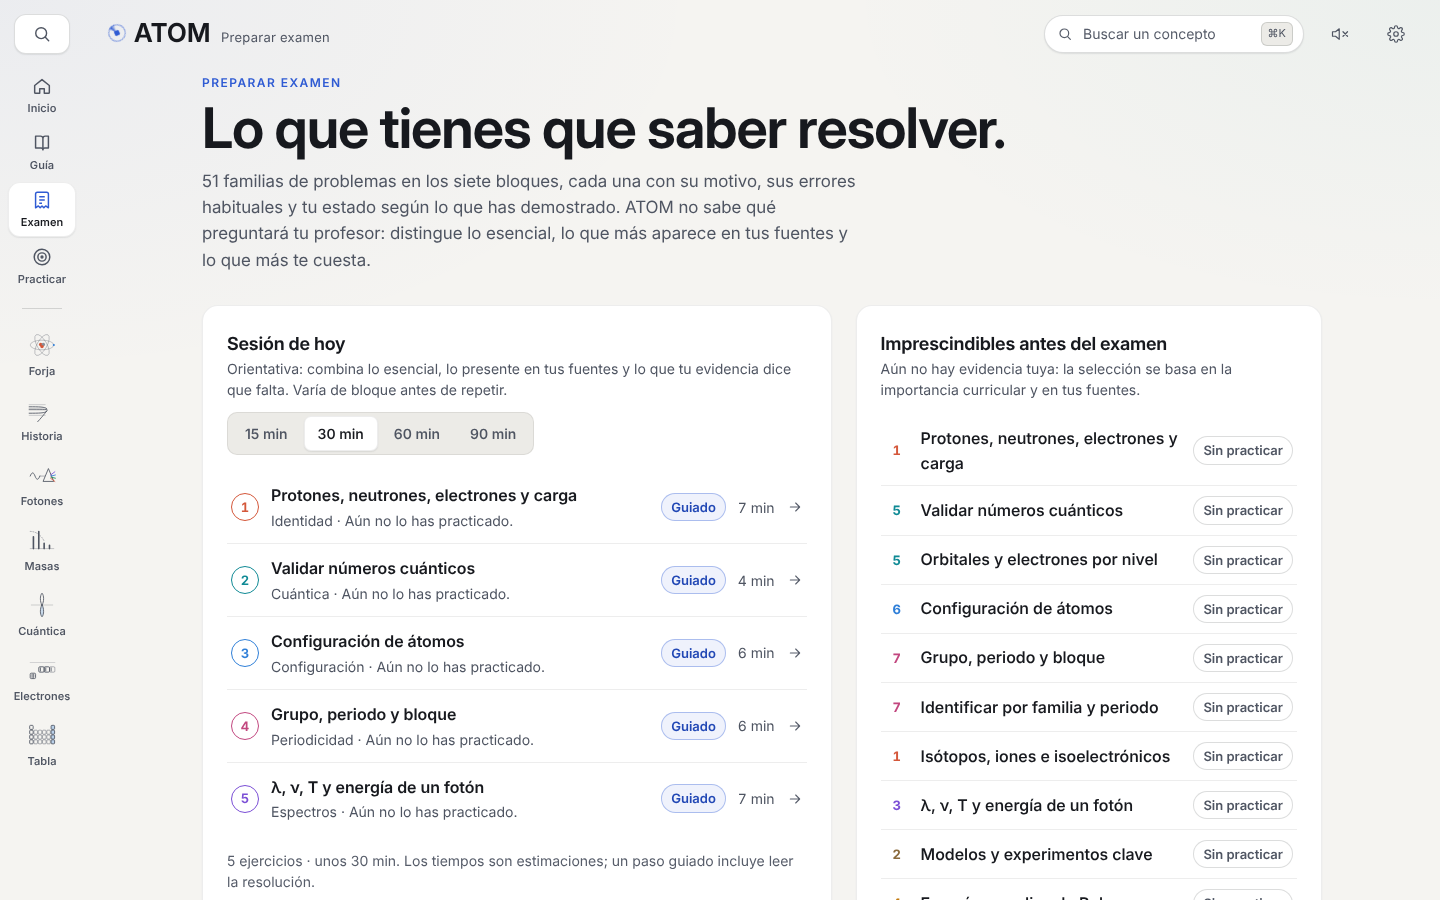 ATOM Preparar examen
Buscar un concepto ⌘K
Inicio
Guía
Examen
Practicar
Forja
Historia
Fotones
Masas
Cuántica
Electrones
Tabla
PREPARAR EXAMEN
Lo que tienes que saber resolver.
51 familias de problemas en los siete bloques, cada una con su motivo, sus errores
habituales y tu estado según lo que has demostrado. ATOM no sabe qué
preguntará tu profesor: distingue lo esencial, lo que más aparece en tus fuentes y
lo que más te cuesta.
Sesión de hoy
Orientativa: combina lo esencial, lo presente en tus fuentes y lo que tu evidencia dice
que falta. Varía de bloque antes de repetir.
15 min 30 min 60 min 90 min
1 Protones, neutrones, electrones y carga Guiado 7 min →
Identidad · Aún no lo has practicado.
2 Validar números cuánticos Guiado 4 min →
Cuántica · Aún no lo has practicado.
3 Configuración de átomos Guiado 6 min →
Configuración · Aún no lo has practicado.
4 Grupo, periodo y bloque Guiado 6 min →
Periodicidad · Aún no lo has practicado.
5 λ, ν, T y energía de un fotón Guiado 7 min →
Espectros · Aún no lo has practicado.
5 ejercicios · unos 30 min. Los tiempos son estimaciones; un paso guiado incluye leer
la resolución.
Imprescindibles antes del examen
Aún no hay evidencia tuya: la selección se basa en la
importancia curricular y en tus fuentes.
1 Protones, neutrones, electrones y
carga Sin practicar
5 Validar números cuánticos Sin practicar
5 Orbitales y electrones por nivel Sin practicar
6 Configuración de átomos Sin practicar
7 Grupo, periodo y bloque Sin practicar
7 Identificar por familia y periodo Sin practicar
1 Isótopos, iones e isoelectrónicos Sin practicar
3 λ, ν, T y energía de un fotón Sin practicar
2 Modelos y experimentos clave Sin practicar